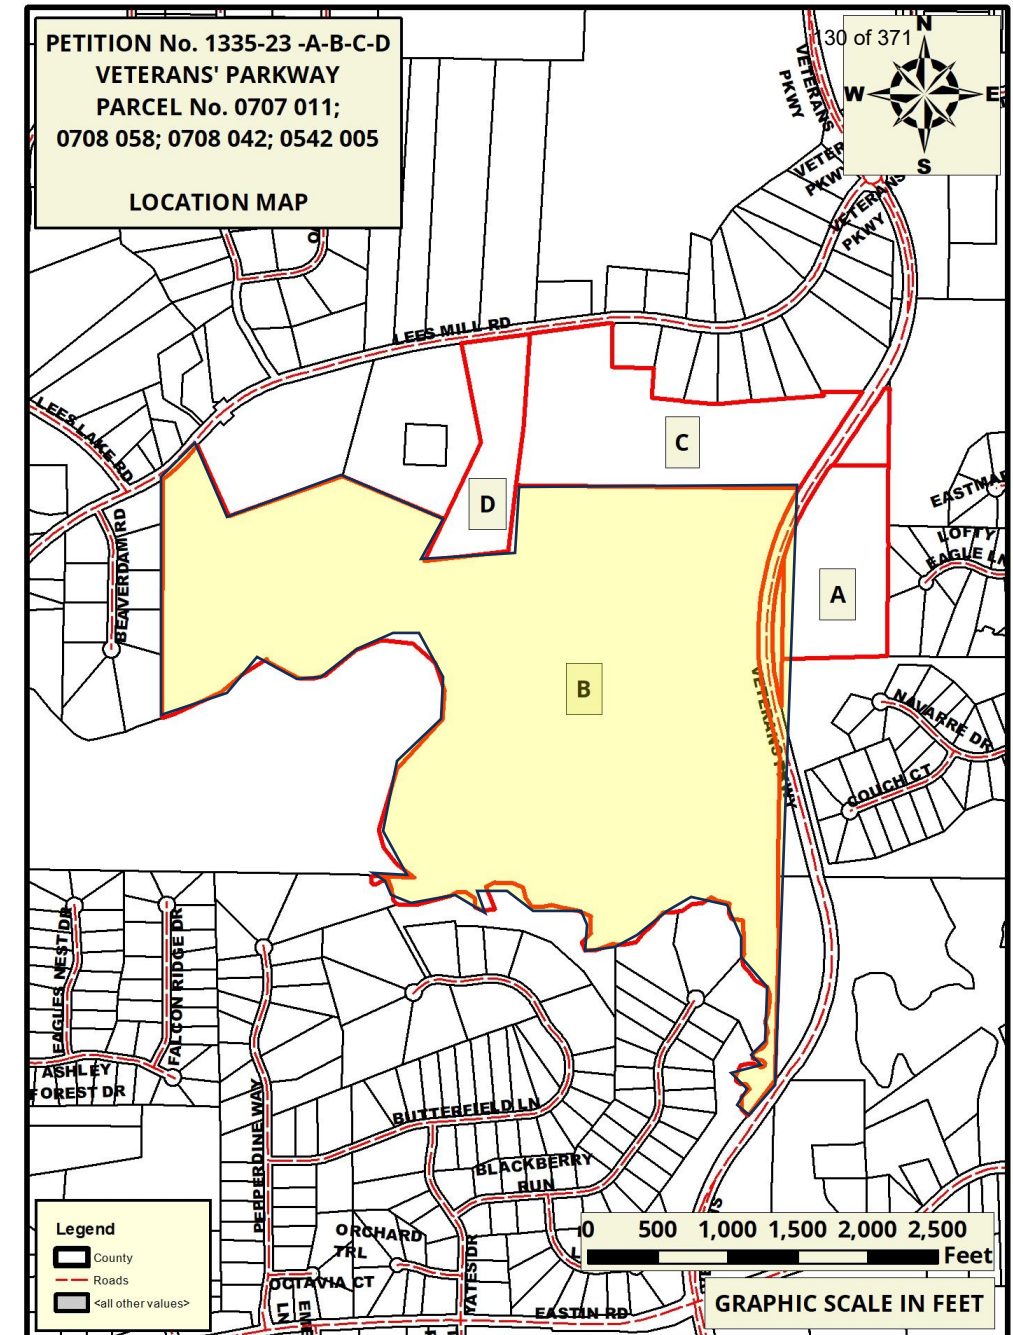 PETITION No. 1335-23 -A-B-C-D
VETERANS' PARKWAY
PARCEL No. 0707 011;
0708 058; 0708 042; 0542 005
LOCATION MAP
130 of 371
N
W
E
S
VETERANS
PKWY
PKWY
VETERANS
PKWY
LEES MILL RD
LEES LAKE RD
BEAVERDAM RD
C
D
A
B
LOFTY
EAGLE LN
VETERANS PKWY
NAVARRE DR
COUCH CT
EAGLES NEST DR
FALCON RIDGE DR
ASHLEY
FOREST DR
PEPPERDINE WAY
BUTTERFIELD LN
BLACKBERRY
RUN
ORCHARD
TRL
OCTAVIA CT
LN
YATES DR
EASTIN RD
Legend
County
Roads
<all other values>
0 500 1,000 1,500 2,000 2,500
Feet
GRAPHIC SCALE IN FEET